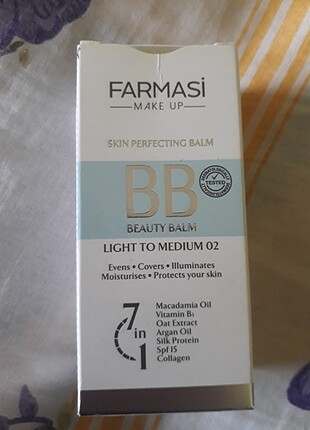 FARMASİ
MAKE UP
SKIN PERFECTING BALM
BB
TESTED
BEAUTY BALM
LIGHT TO MEDIUM 02
Evens • Covers • Illuminates
Moisturises • Protects your skin
7 in 1
Macadamia Oil
Vitamin B₅
Oat Extract
Argan Oil
Silk Protein
Spf 15
Collagen